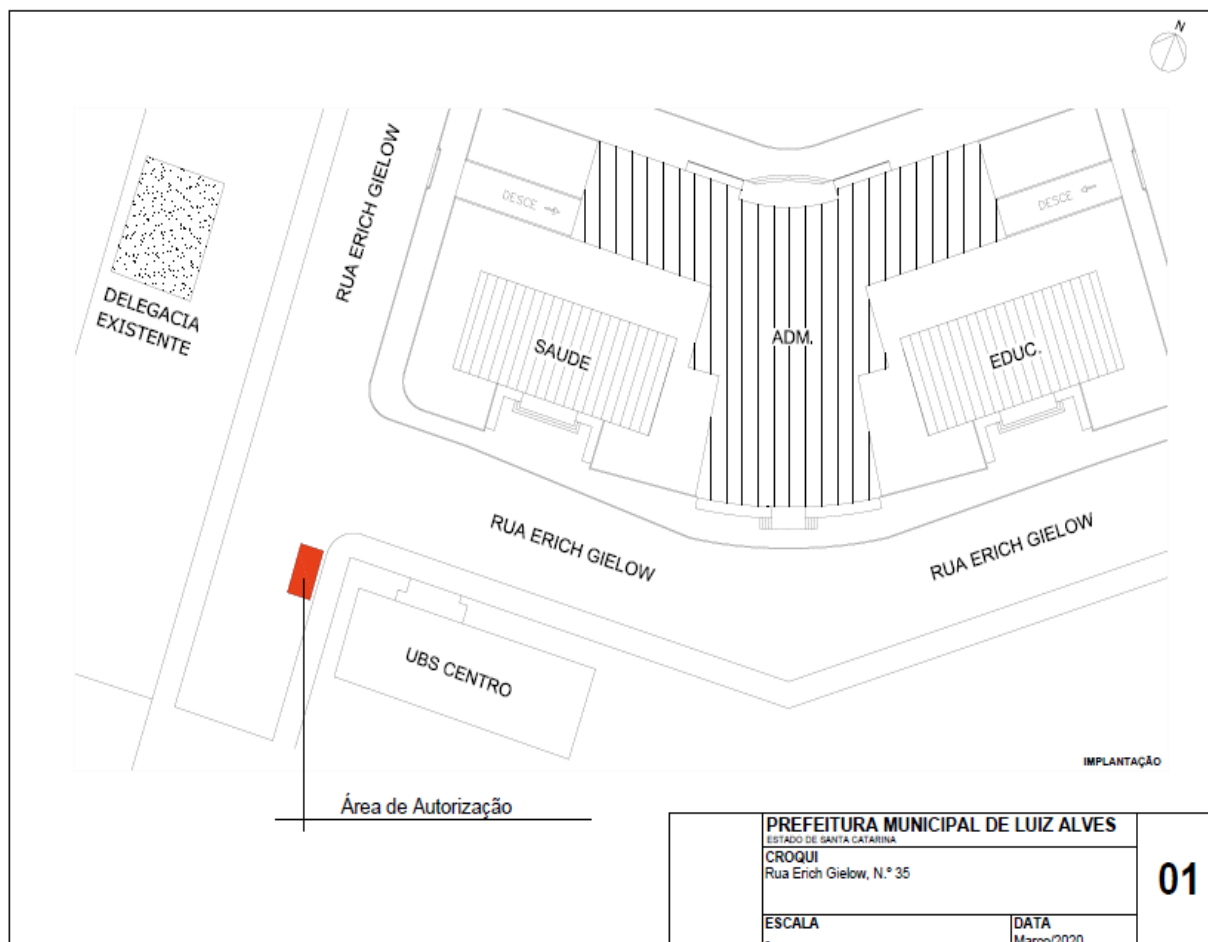 N
RUA ERICH GIELOW
DESCE
DESCE
DELEGACIA
EXISTENTE
SAUDE
ADM.
EDUC.
RUA ERICH GIELOW
RUA ERICH GIELOW
UBS CENTRO
IMPLANTAÇÃO
Área de Autorização
PREFEITURA MUNICIPAL DE LUIZ ALVES
ESTADO DE SANTA CATARINA
CROQUI
Rua Erich Gielow, N.º 35
01
ESCALA
-
DATA
Março/2020